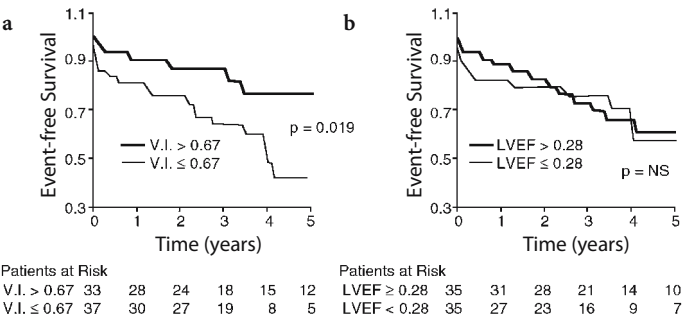 a
1.1
0.9
0.7
0.5
0.3
Event-free Survival
V.I. > 0.67
V.I. ≤ 0.67
p = 0.019
0 1 2 3 4 5
Time (years)
Patients at Risk
V.I. > 0.67 33 28 24 18 15 12
V.I. ≤ 0.67 37 30 27 19 8 5
b
1.1
0.9
0.7
0.5
0.3
Event-free Survival
LVEF > 0.28
LVEF ≤ 0.28
p = NS
0 1 2 3 4 5
Time (years)
Patients at Risk
LVEF ≥ 0.28 35 31 28 21 14 10
LVEF < 0.28 35 27 23 16 9 7